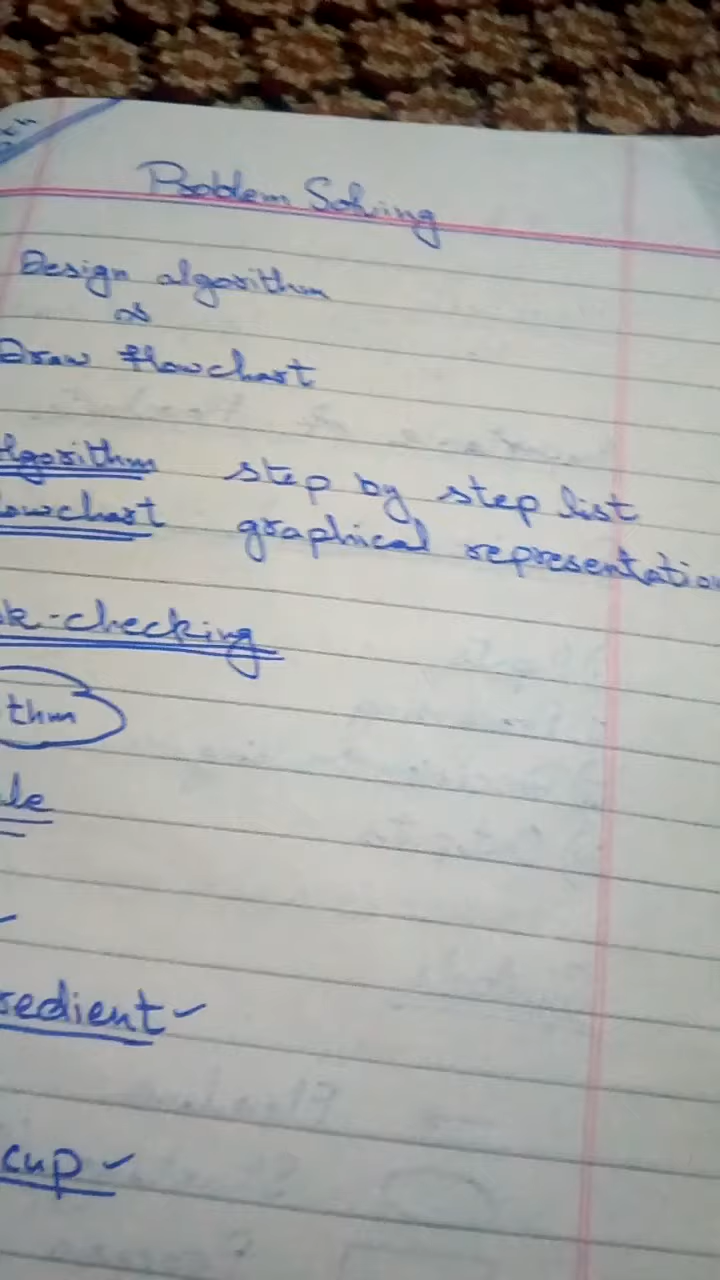 Problem Solving
Design algorithm
or
Draw flowchart
lgorithm step by step list
lowchart graphical representation
k-checking
thm
le
redient
cup